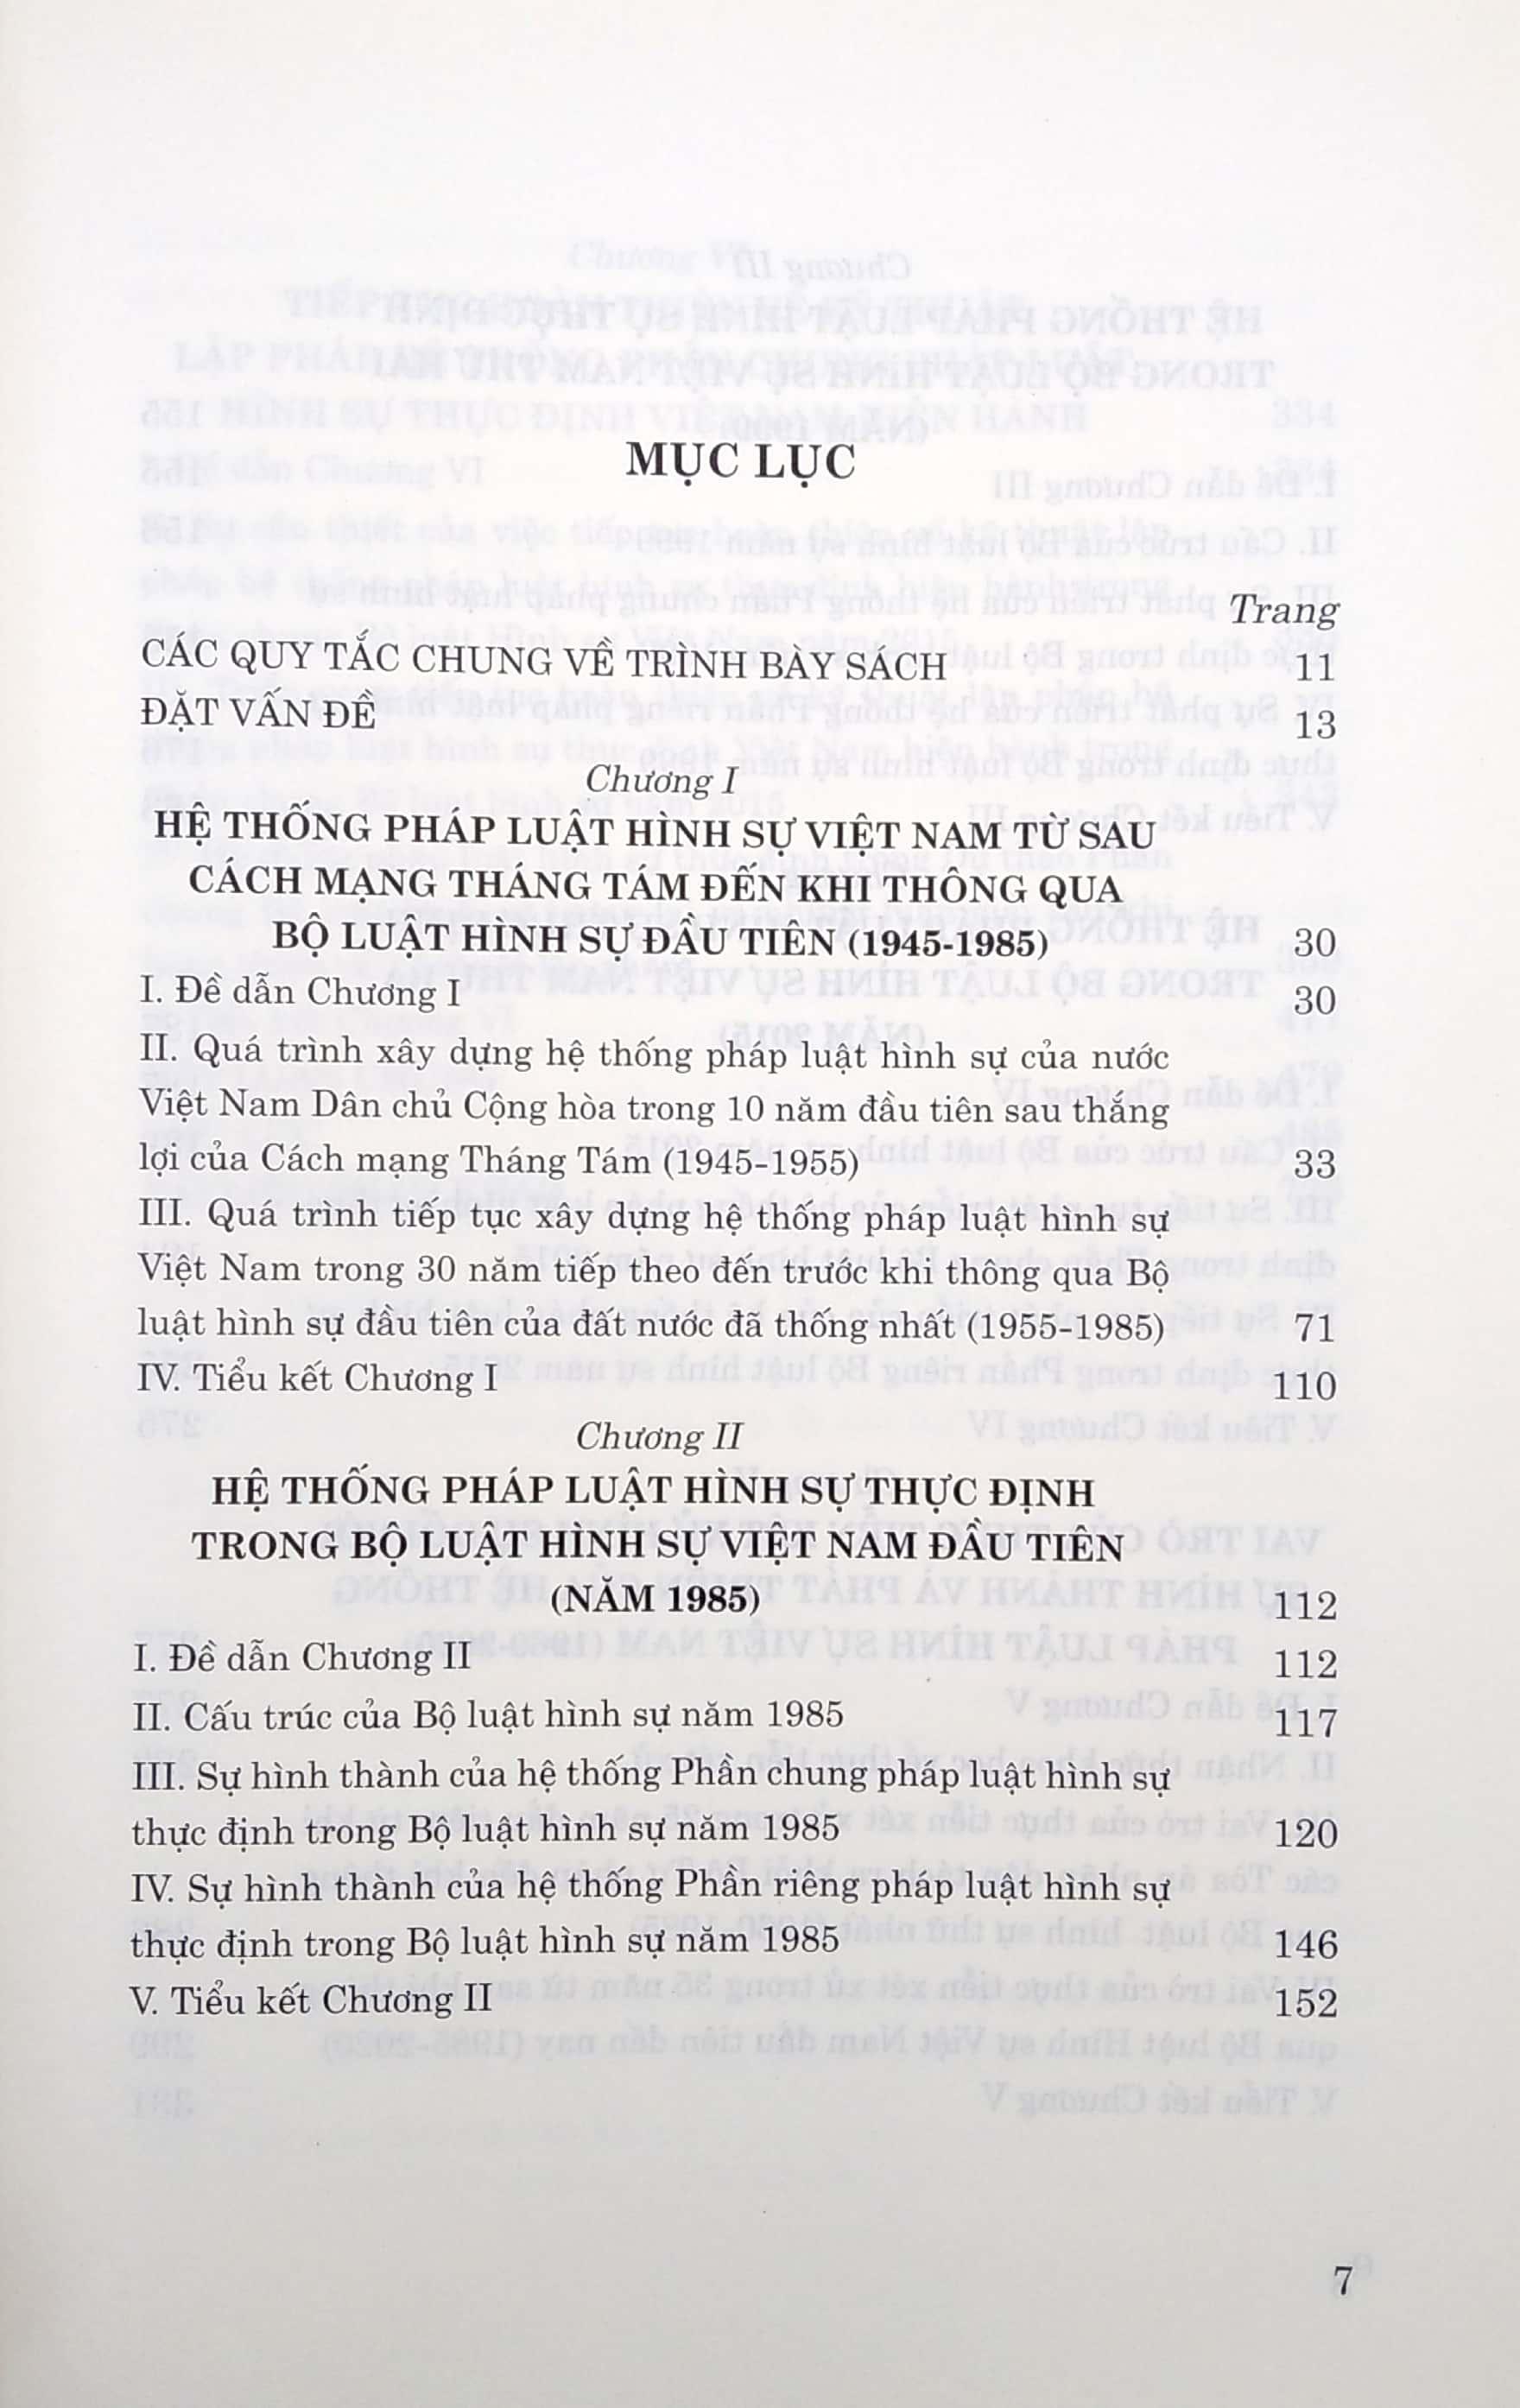 MỤC LỤC
Trang
CÁC QUY TẮC CHUNG VỀ TRÌNH BÀY SÁCH 11
ĐẶT VẤN ĐỀ 13
Chương I
HỆ THỐNG PHÁP LUẬT HÌNH SỰ VIỆT NAM TỪ SAU
CÁCH MẠNG THÁNG TÁM ĐẾN KHI THÔNG QUA
BỘ LUẬT HÌNH SỰ ĐẦU TIÊN (1945-1985) 30
I. Đề dẫn Chương I 30
II. Quá trình xây dựng hệ thống pháp luật hình sự của nước
Việt Nam Dân chủ Cộng hòa trong 10 năm đầu tiên sau thắng
lợi của Cách mạng Tháng Tám (1945-1955) 33
III. Quá trình tiếp tục xây dựng hệ thống pháp luật hình sự
Việt Nam trong 30 năm tiếp theo đến trước khi thông qua Bộ
luật hình sự đầu tiên của đất nước đã thống nhất (1955-1985) 71
IV. Tiểu kết Chương I 110
Chương II
HỆ THỐNG PHÁP LUẬT HÌNH SỰ THỰC ĐỊNH
TRONG BỘ LUẬT HÌNH SỰ VIỆT NAM ĐẦU TIÊN
(NĂM 1985) 112
I. Đề dẫn Chương II 112
II. Cấu trúc của Bộ luật hình sự năm 1985 117
III. Sự hình thành của hệ thống Phần chung pháp luật hình sự
thực định trong Bộ luật hình sự năm 1985 120
IV. Sự hình thành của hệ thống Phần riêng pháp luật hình sự
thực định trong Bộ luật hình sự năm 1985 146
V. Tiểu kết Chương II 152
7